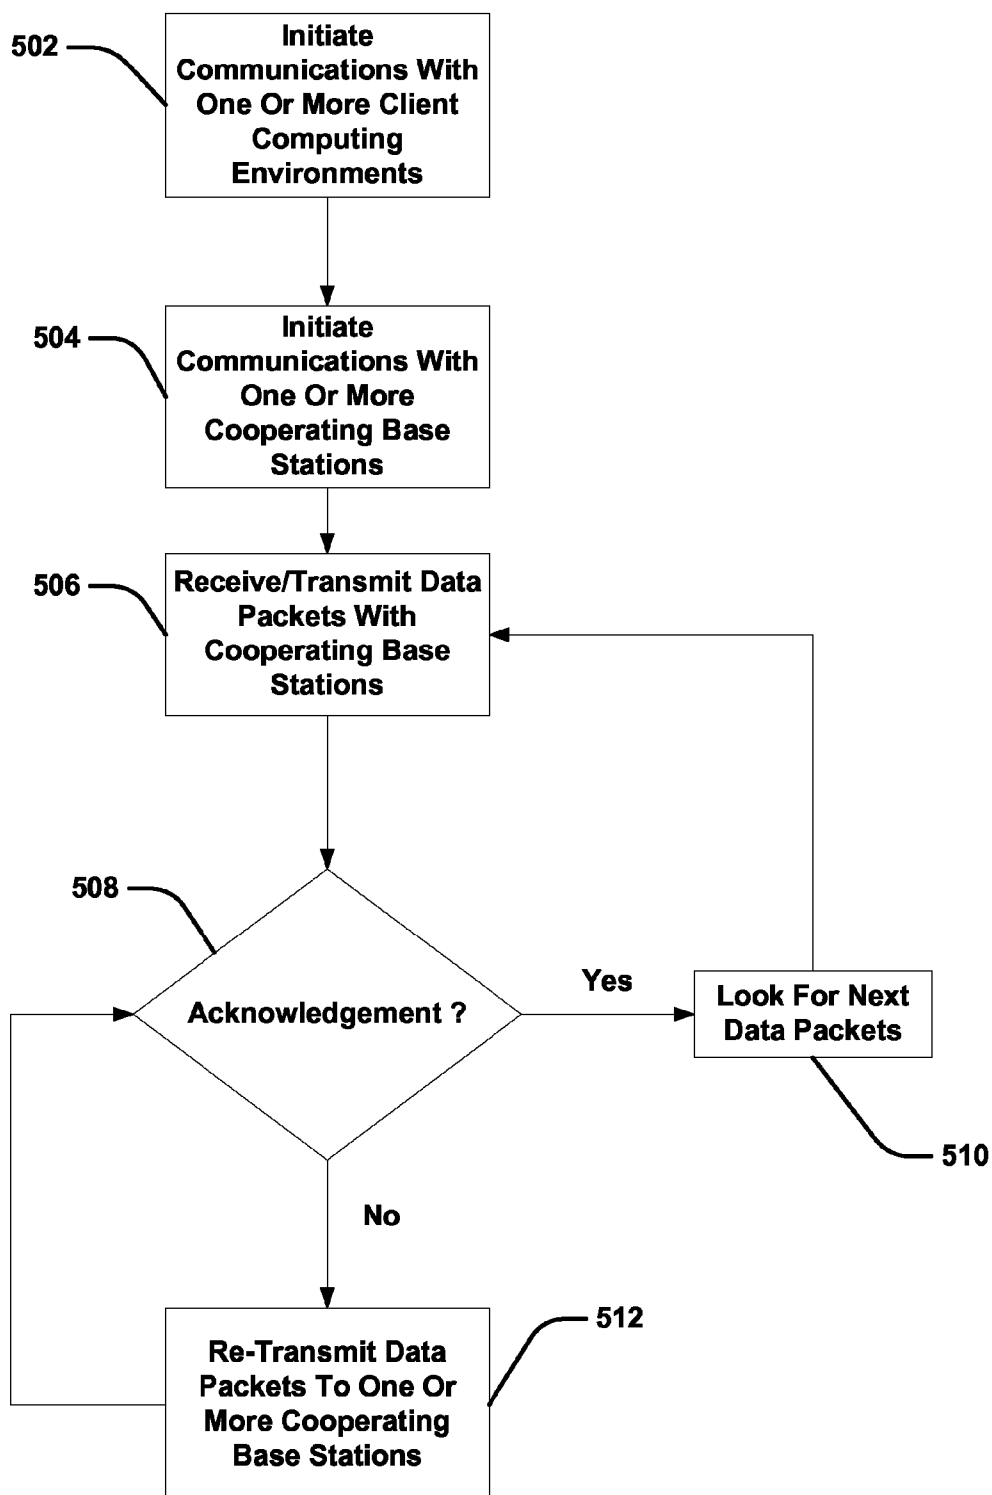 502
Initiate
Communications With
One Or More Client
Computing
Environments
504
Initiate
Communications With
One Or More
Cooperating Base
Stations
506
Receive/Transmit Data
Packets With
Cooperating Base
Stations
508
Acknowledgement ?
Yes
Look For Next
Data Packets
510
No
512
Re-Transmit Data
Packets To One Or
More Cooperating
Base Stations